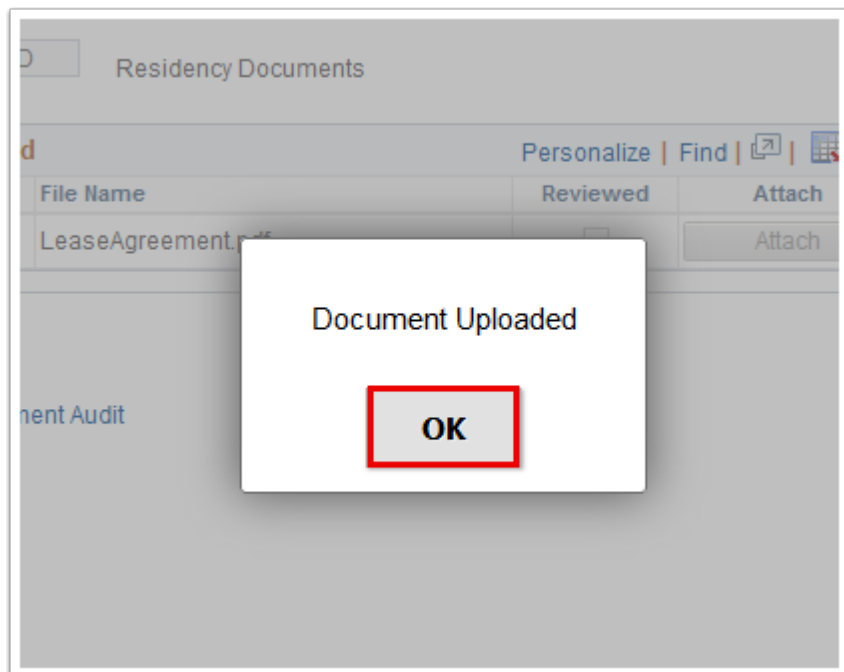 Residency Documents
d
Personalize | Find | |
File Name Reviewed Attach
LeaseAgreement.pdf Attach
Document Uploaded
OK
ment Audit